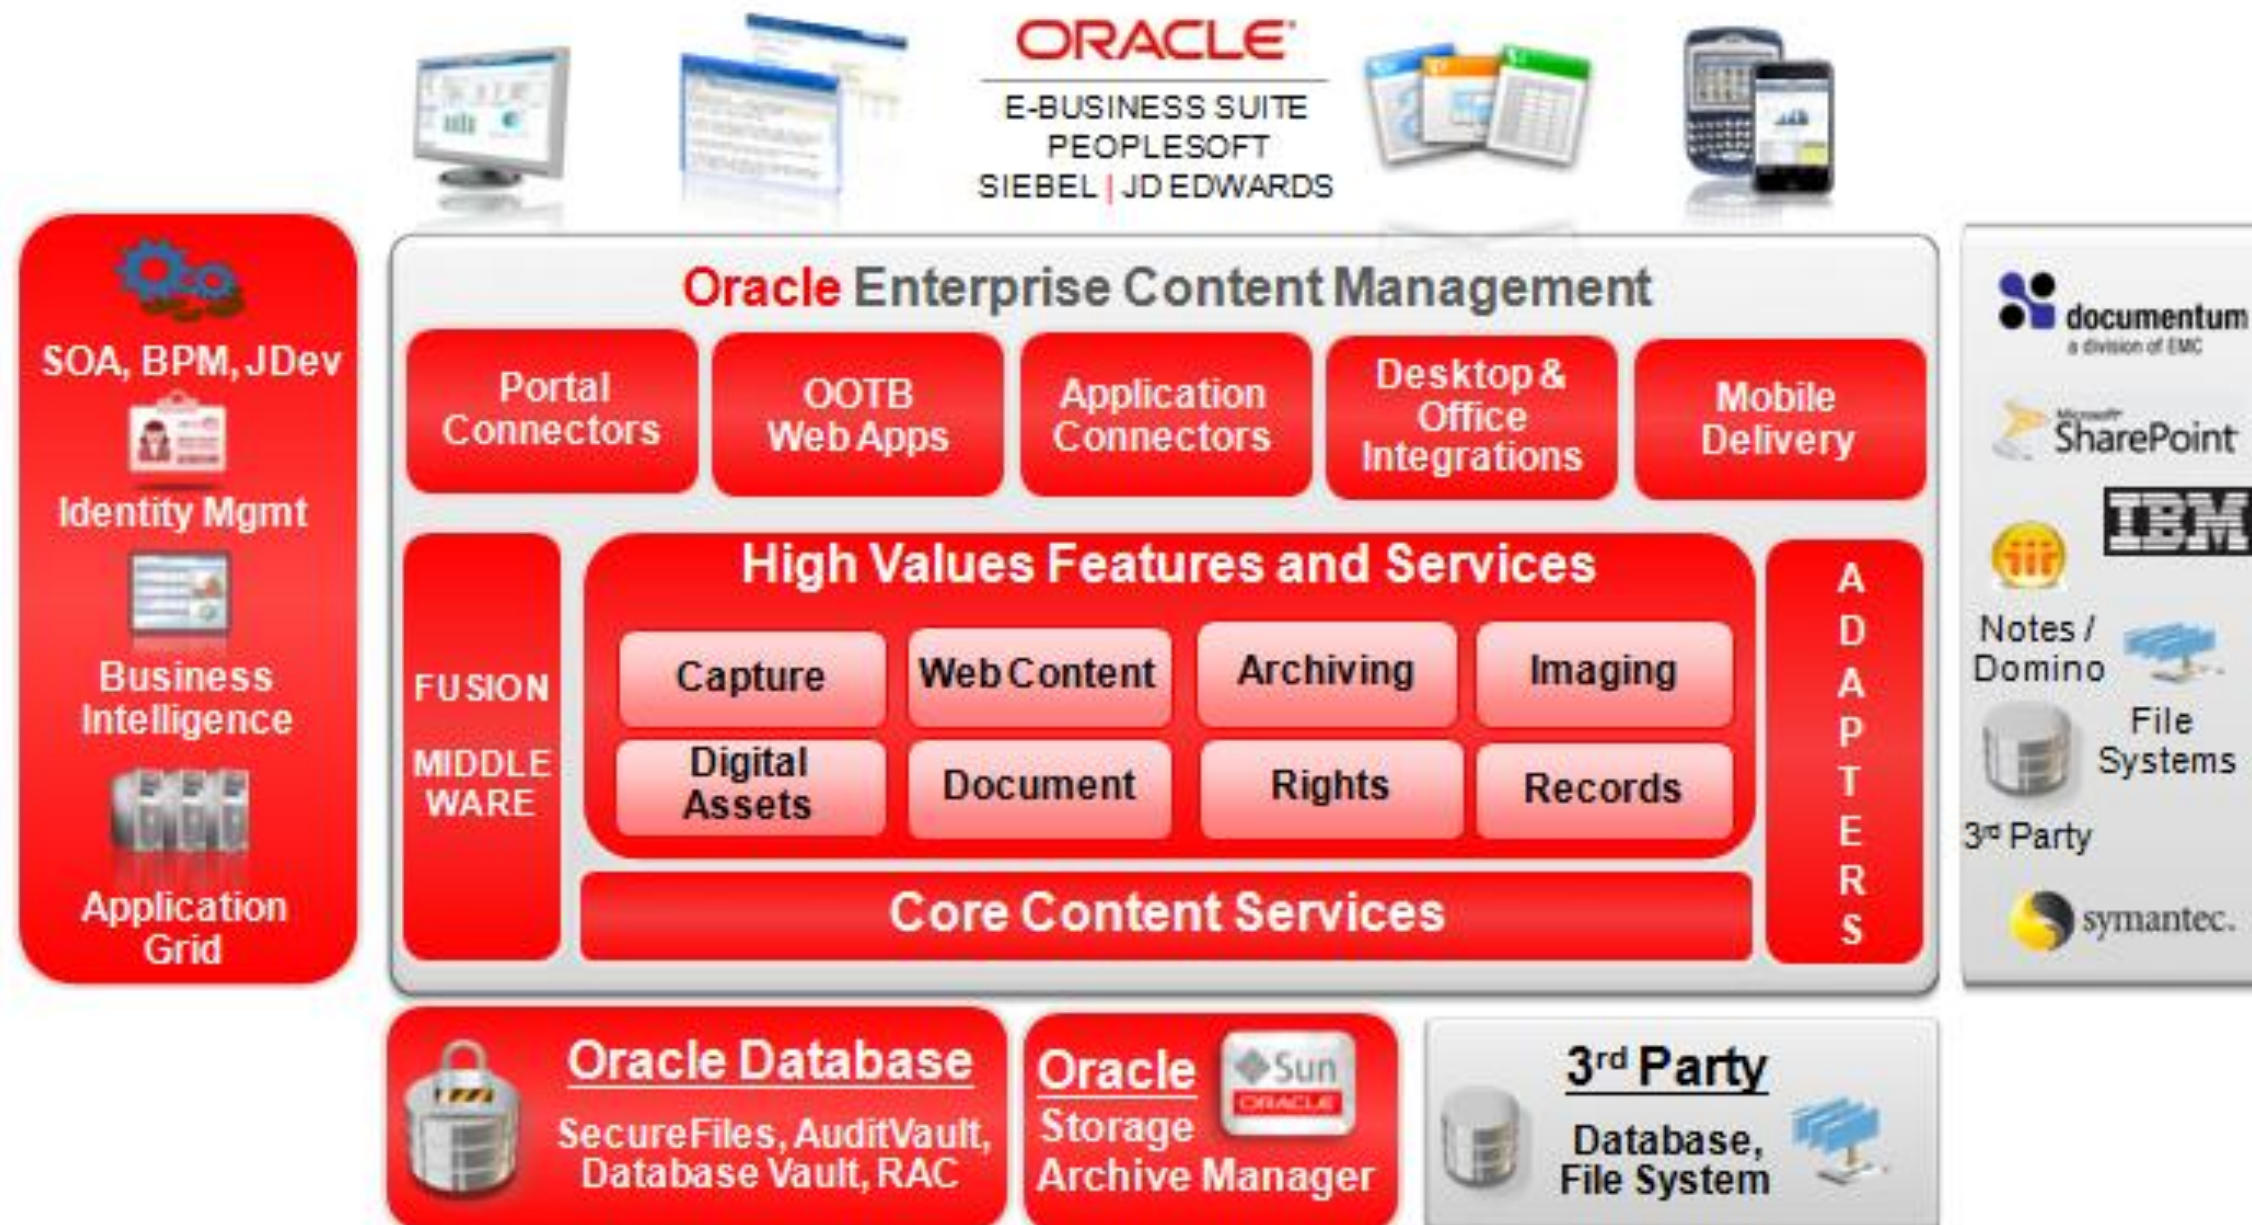 ORACLE
E-BUSINESS SUITE
PEOPLESOFT
SIEBEL | JD EDWARDS
SOA, BPM, JDev
Identity Mgmt
Business
Intelligence
Application
Grid
Oracle Enterprise Content Management
Portal
Connectors
OOTB
Web Apps
Application
Connectors
Desktop &
Office
Integrations
Mobile
Delivery
FUSION
MIDDLE
WARE
High Values Features and Services
Capture
Web Content
Archiving
Imaging
Digital
Assets
Document
Rights
Records
Core Content Services
A
D
A
P
T
E
R
S
documentum
a division of EMC
Microsoft
SharePoint
IBM
Notes /
Domino
File
Systems
3rd Party
symantec.
Oracle Database
SecureFiles, AuditVault,
Database Vault, RAC
Oracle
Storage
Archive Manager
Sun
ORACLE
3rd Party
Database,
File System